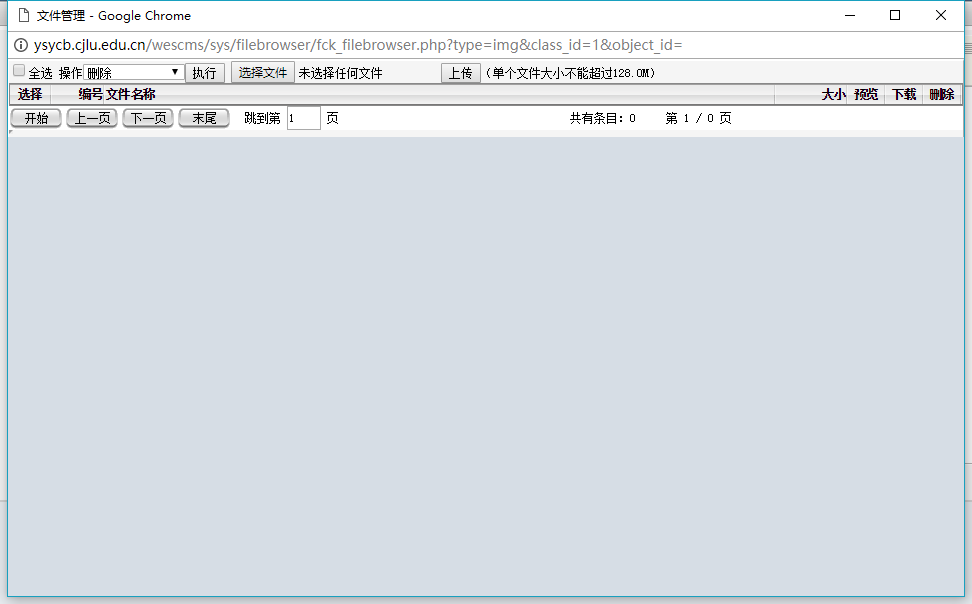 文件管理 - Google Chrome
ysycb.cjlu.edu.cn/wescms/sys/filebrowser/fck_filebrowser.php?type=img&class_id=1&object_id=
全选 操作 删除 执行 选择文件 未选择任何文件 上传 (单个文件大小不能超过128.0M)
选择 编号 文件名称 大小 预览 下载 删除
开始 上一页 下一页 末尾 跳到第 1 页 共有条目: 0 第 1 / 0 页